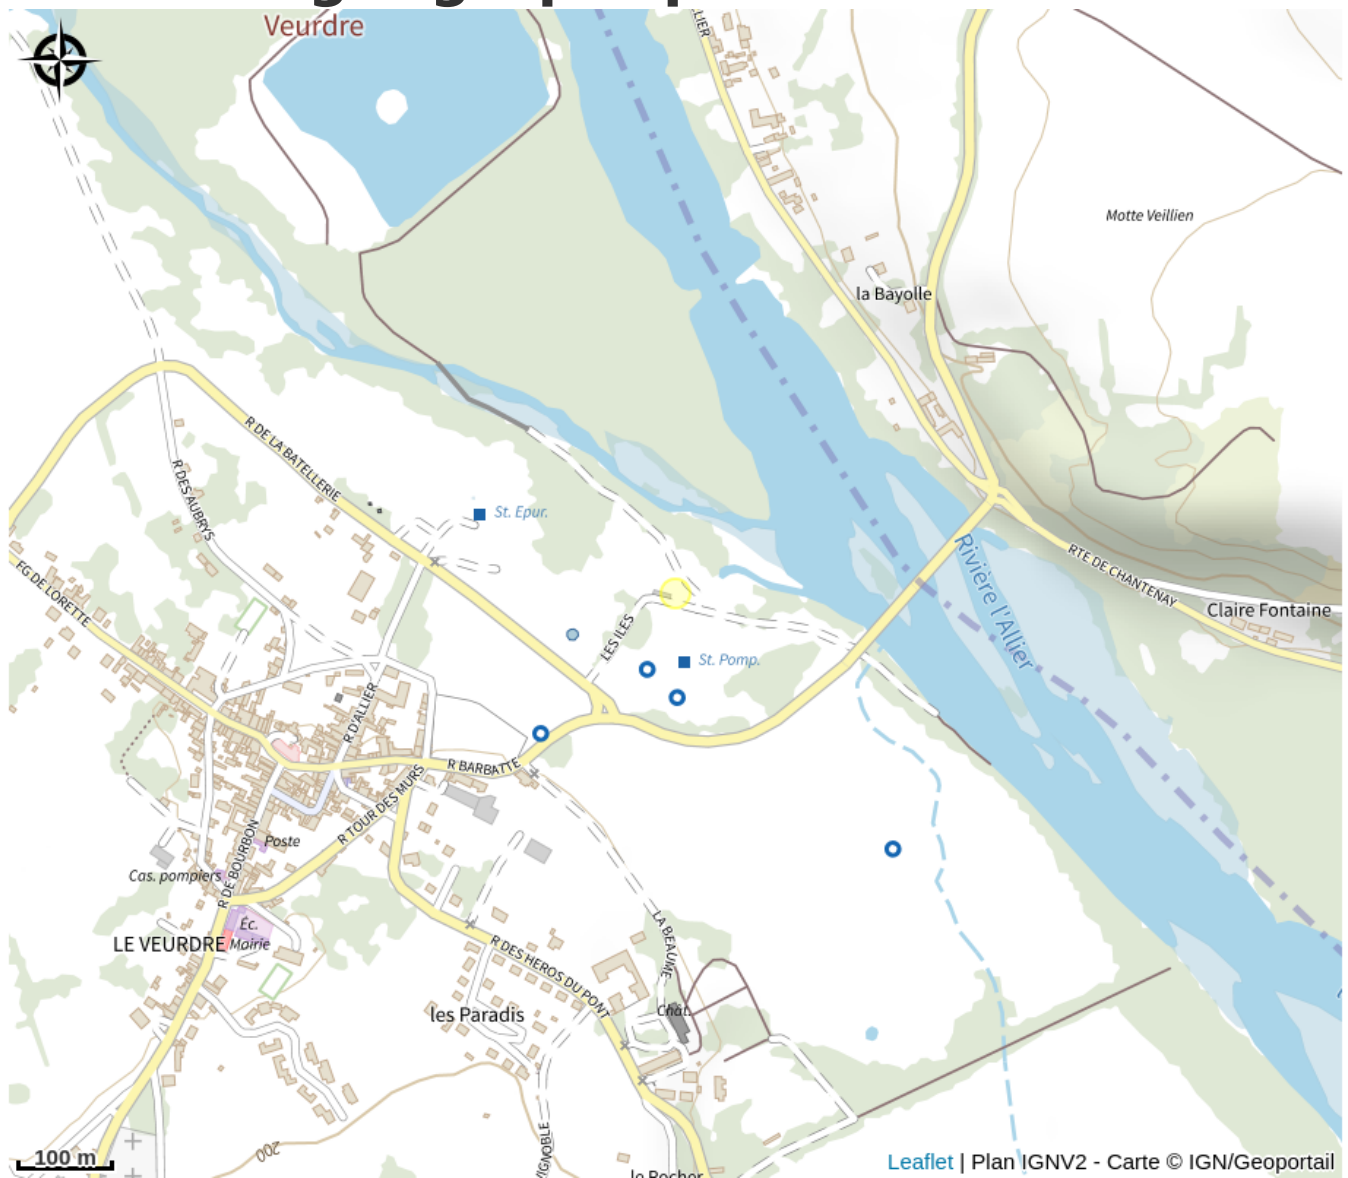 Veurdre
Motte Veillien
la Bayolle
R DE LA BATELLERIE
R DES AUBRYS
St. Epur.
FG DE LORETTE
Rivière l'Allier
RTE DE CHANTENAY
Claire Fontaine
LES ILES
St. Pomp.
R D'ALLIER
R BARBATTE
R TOUR DES MURS
Poste
R DE BOURBON
Cas. pompiers
Éc.
LE VEURDRE
Mairie
LA BEAUME
R DES HEROS DU PONT
les Paradis
Chât.
200
VIGNOBLE
le Rocher
100 m
Leaflet | Plan IGNV2 - Carte © IGN/Geoportail